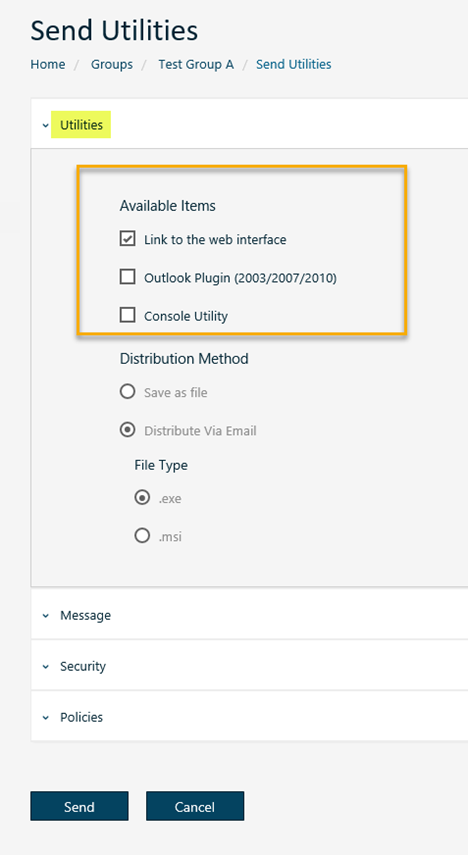 Send Utilities
Home / Groups / Test Group A / Send Utilities
Utilities
Available Items
Link to the web interface
Outlook Plugin (2003/2007/2010)
Console Utility
Distribution Method
Save as file
Distribute Via Email
File Type
.exe
.msi
Message
Security
Policies
Send Cancel